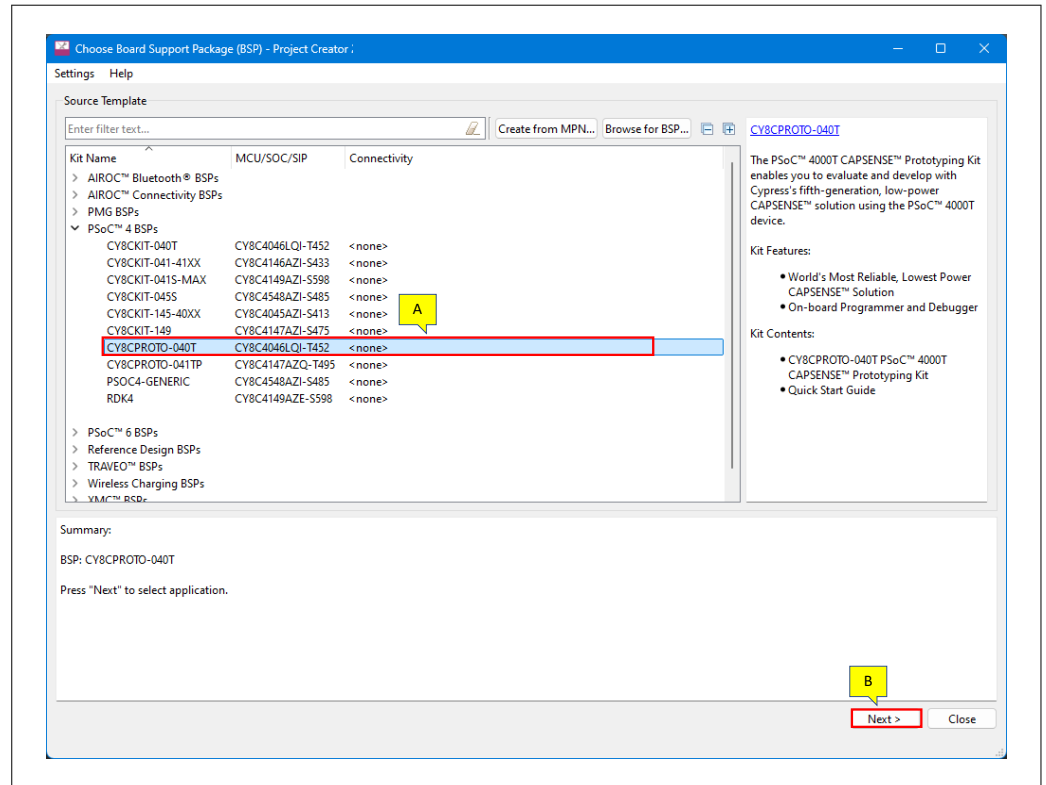 Choose Board Support Package (BSP) - Project Creator 2
Settings Help
Source Template
Enter filter text...
Create from MPN... Browse for BSP...
Kit Name MCU/SOC/SIP Connectivity
> AIROC™ Bluetooth® BSPs
> AIROC™ Connectivity BSPs
> PMG BSPs
PSoC™ 4 BSPs
CY8CKIT-040T CY8C4046LQI-T452 <none>
CY8CKIT-041-41XX CY8C4146AZI-S433 <none>
CY8CKIT-041S-MAX CY8C4149AZI-S598 <none>
CY8CKIT-045S CY8C4548AZI-S485 <none>
CY8CKIT-145-40XX CY8C4045AZI-S413 <none>
A
CY8CKIT-149 CY8C4147AZI-S475 <none>
CY8CPROTO-040T CY8C4046LQI-T452 <none>
CY8CPROTO-041TP CY8C4147AZQ-T495 <none>
PSOC4-GENERIC CY8C4548AZI-S485 <none>
RDK4 CY8C4149AZE-S598 <none>
> PSoC™ 6 BSPs
> Reference Design BSPs
> TRAVEO™ BSPs
> Wireless Charging BSPs
> XMC™ BSPs
CY8CPROTO-040T
The PSoC™ 4000T CAPSENSE™ Prototyping Kit
enables you to evaluate and develop with
Cypress's fifth-generation, low-power
CAPSENSE™ solution using the PSoC™ 4000T
device.
Kit Features:
• World's Most Reliable, Lowest Power
CAPSENSE™ Solution
• On-board Programmer and Debugger
Kit Contents:
• CY8CPROTO-040T PSoC™ 4000T
CAPSENSE™ Prototyping Kit
• Quick Start Guide
Summary:
BSP: CY8CPROTO-040T
Press "Next" to select application.
B
Next > Close